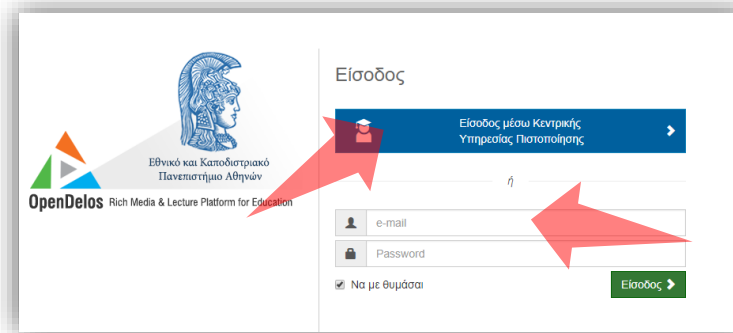 Εθνικό και Καποδιστριακό
Πανεπιστήμιο Αθηνών
OpenDelos Rich Media & Lecture Platform for Education
Είσοδος
Είσοδος μέσω Κεντρικής
Υπηρεσίας Πιστοποίησης
ή
e-mail
Password
Να με θυμάσαι
Είσοδος